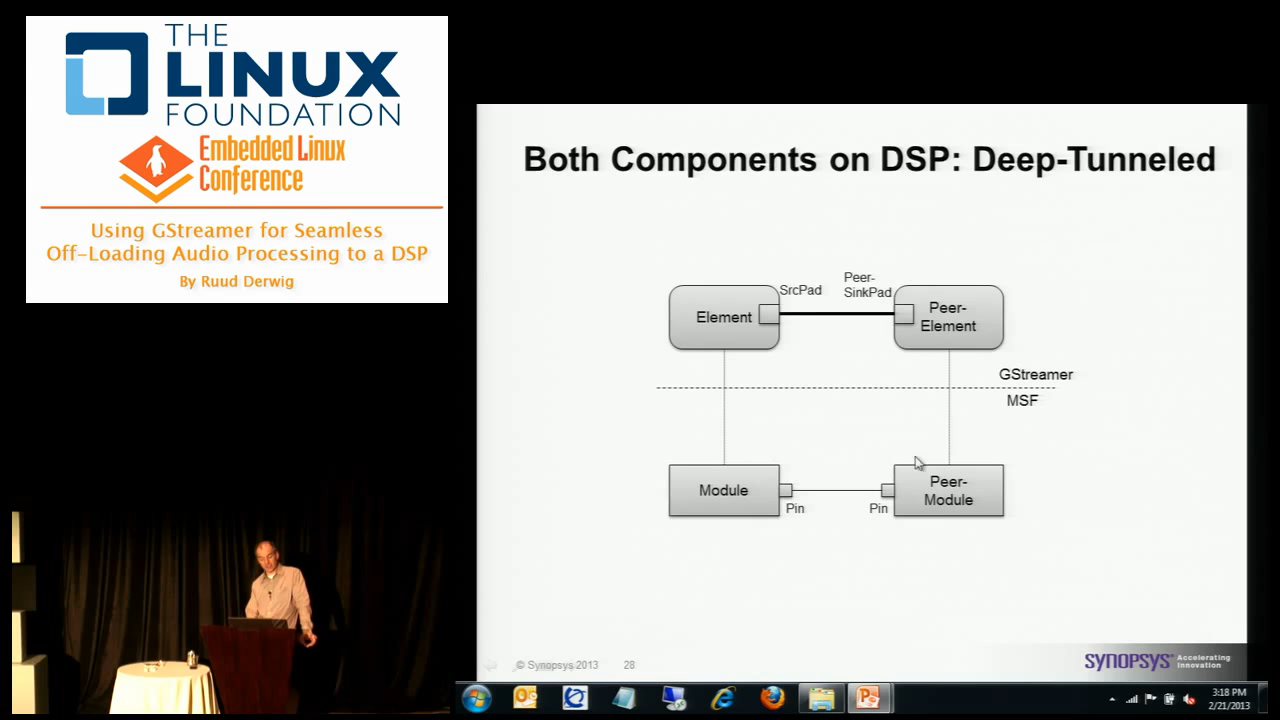 THE
LINUX
FOUNDATION
Embedded Linux
Conference
Using GStreamer for Seamless
Off-Loading Audio Processing to a DSP
By Ruud Derwig
Both Components on DSP: Deep-Tunneled
SrcPad
Peer-
SinkPad
Element
Peer-
Element
GStreamer
MSF
Module
Peer-
Module
Pin
Pin
© Synopsys 2013
28
SYNOPSYS®
Accelerating
Innovation
3:18 PM
2/21/2013